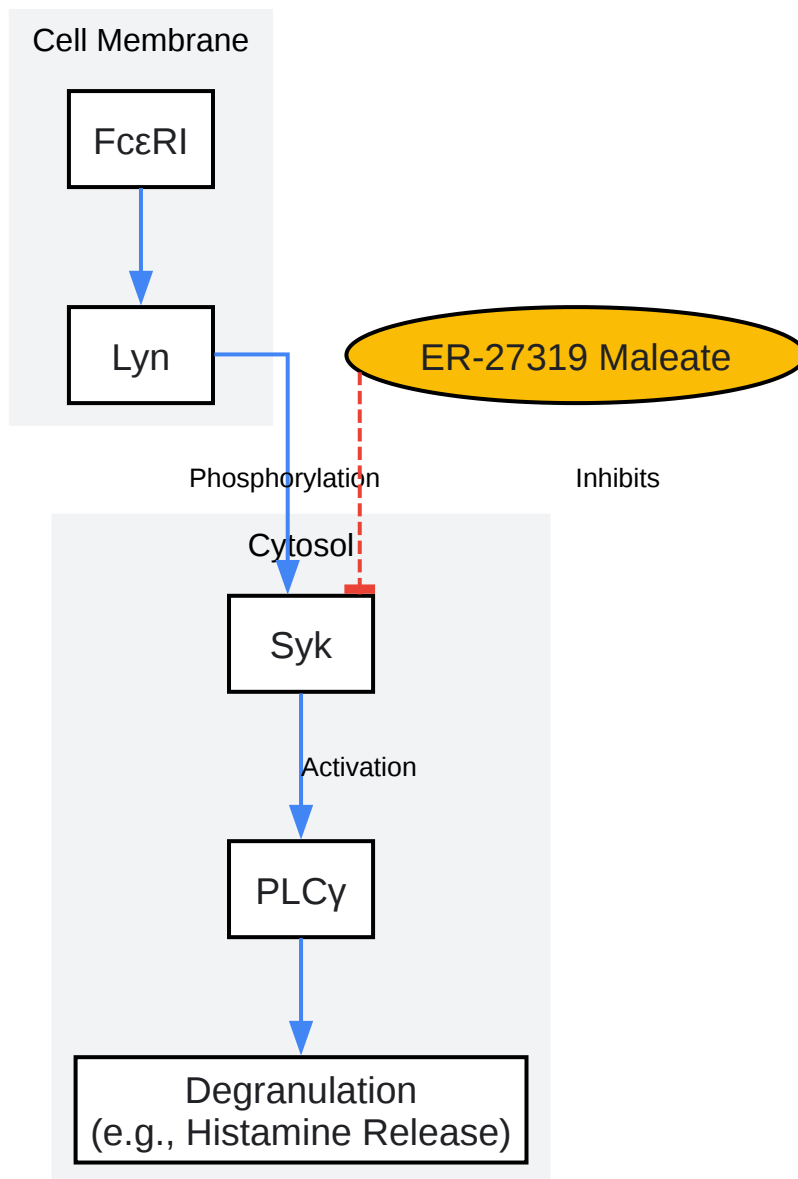 Cell Membrane
FcεRI
Lyn
ER-27319 Maleate
Phosphorylation
Inhibits
Cytosol
Syk
Activation
PLCγ
Degranulation
(e.g., Histamine Release)